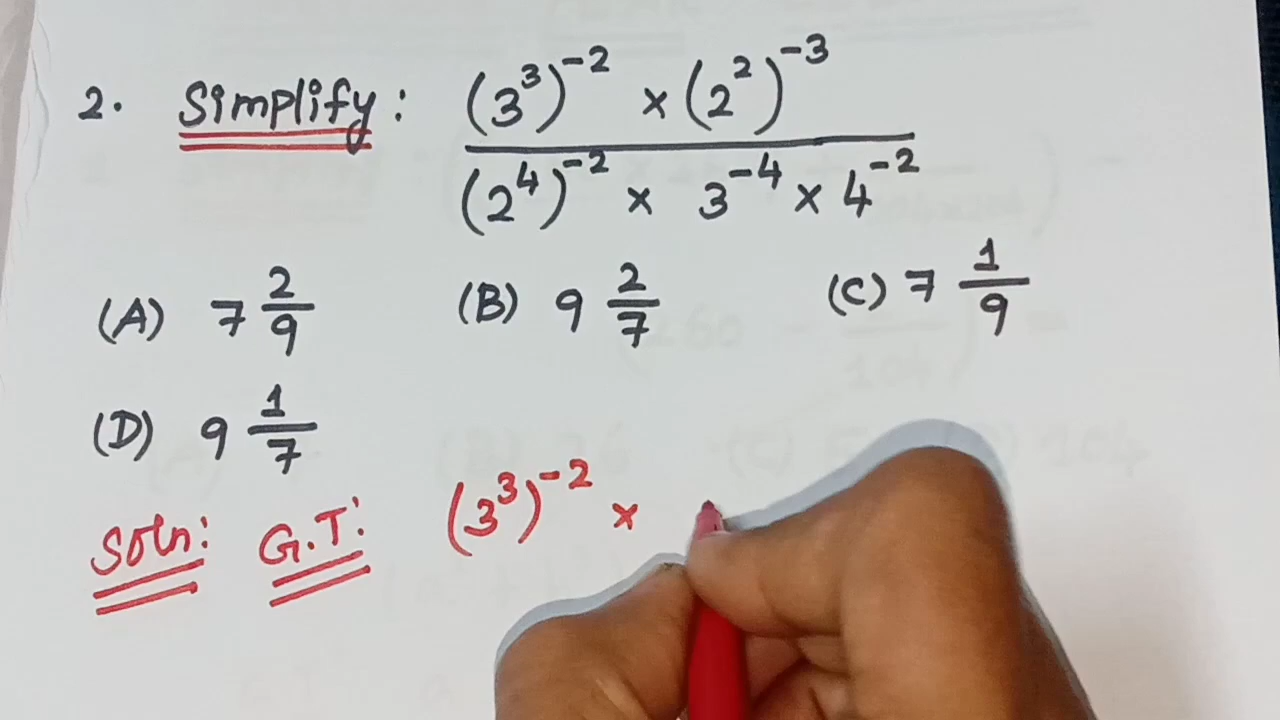 2. Simplify: (3³)⁻² × (2²)⁻³
(2⁴)⁻² × 3⁻⁴ × 4⁻²
(A) 7 2/9 (B) 9 2/7 (C) 7 1/9
(D) 9 1/7
Soln: G.T: (3³)⁻² ×